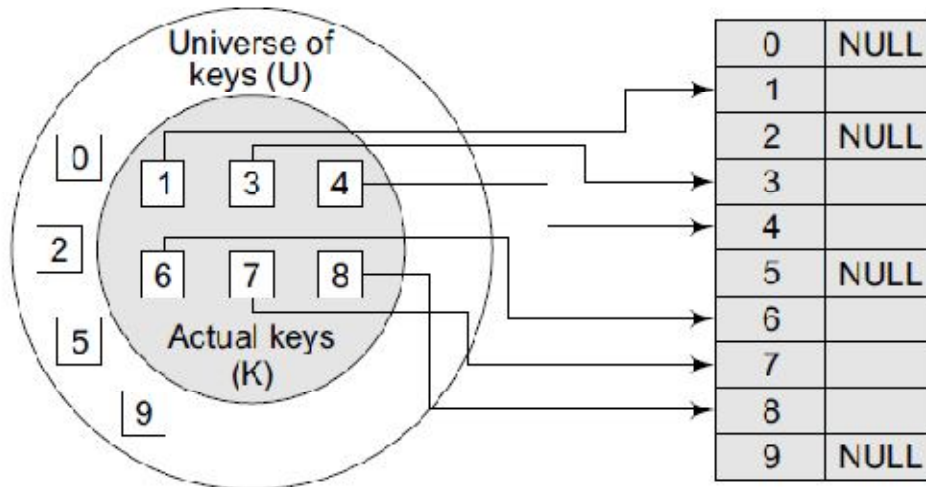 Universe of
keys (U)
0
1
3
4
2
6
7
8
5
Actual keys
(K)
9
0 NULL
1
2 NULL
3
4
5 NULL
6
7
8
9 NULL